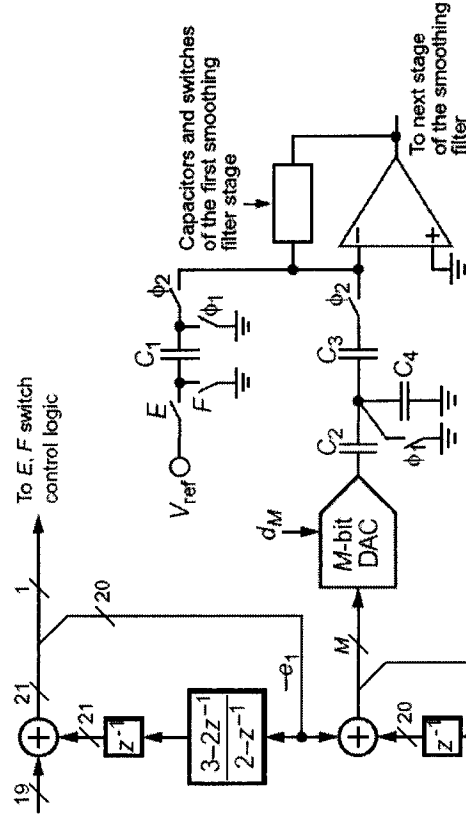 To E, F switch
control logic
1
21
20
19
+
21
z⁻¹
3–2z⁻¹
2–z⁻¹
–e₁
+
M
20
z⁻¹
d_M
M-bit
DAC
V_ref
E
F
C₁
ϕ₂
ϕ₁
Capacitors and switches
of the first smoothing
filter stage
C₂
ϕ₁
C₃
C₄
ϕ₂
–
+
To next stage
of the smoothing
filter